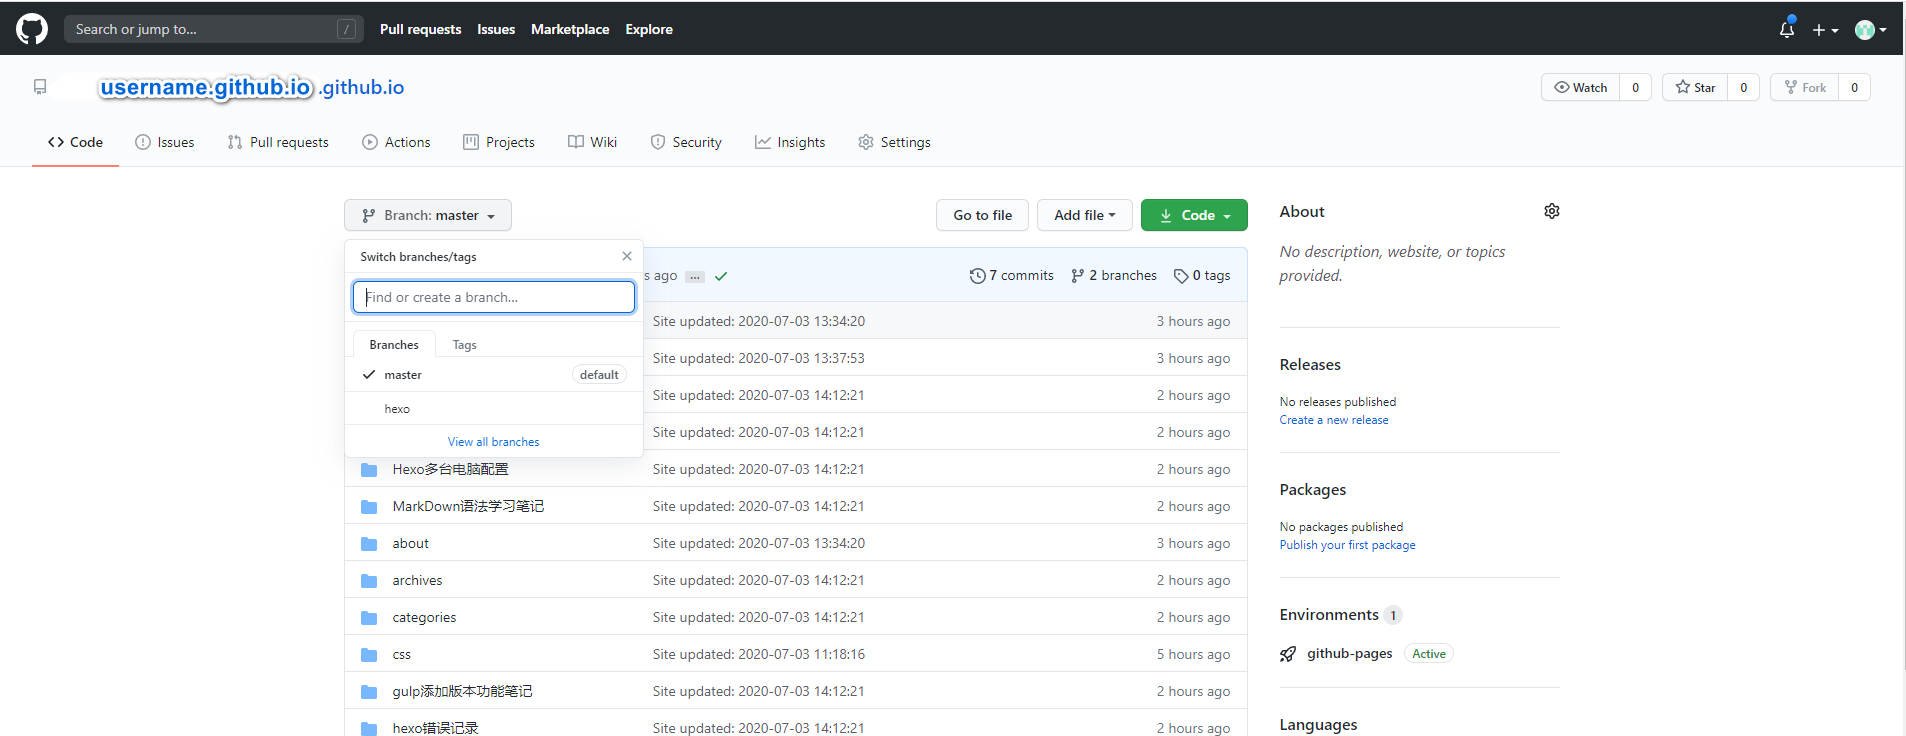 Search or jump to... /
Pull requests Issues Marketplace Explore
username.github.io .github.io
Watch 0 Star 0 Fork 0
Code Issues Pull requests Actions Projects Wiki Security Insights Settings
Branch: master
Go to file Add file Code
Switch branches/tags
Find or create a branch...
Branches Tags
master default
hexo
View all branches
s ago ... 7 commits 2 branches 0 tags
Site updated: 2020-07-03 13:34:20 3 hours ago
Site updated: 2020-07-03 13:37:53 3 hours ago
Site updated: 2020-07-03 14:12:21 2 hours ago
Site updated: 2020-07-03 14:12:21 2 hours ago
Hexo多台电脑配置 Site updated: 2020-07-03 14:12:21 2 hours ago
MarkDown语法学习笔记 Site updated: 2020-07-03 14:12:21 2 hours ago
about Site updated: 2020-07-03 13:34:20 3 hours ago
archives Site updated: 2020-07-03 14:12:21 2 hours ago
categories Site updated: 2020-07-03 14:12:21 2 hours ago
css Site updated: 2020-07-03 11:18:16 5 hours ago
gulp添加版本功能笔记 Site updated: 2020-07-03 14:12:21 2 hours ago
hexo错误记录 Site updated: 2020-07-03 14:12:21 2 hours ago
About
No description, website, or topics
provided.
Releases
No releases published
Create a new release
Packages
No packages published
Publish your first package
Environments 1
github-pages Active
Languages